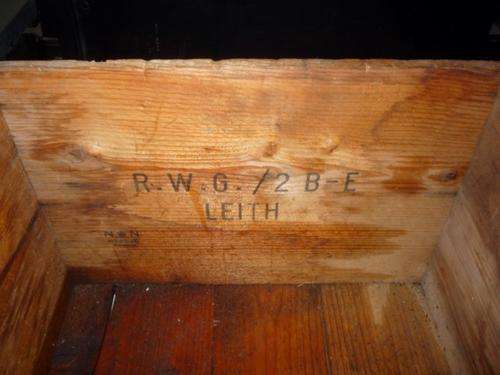 R.W.G. /2 B-E
LEITH